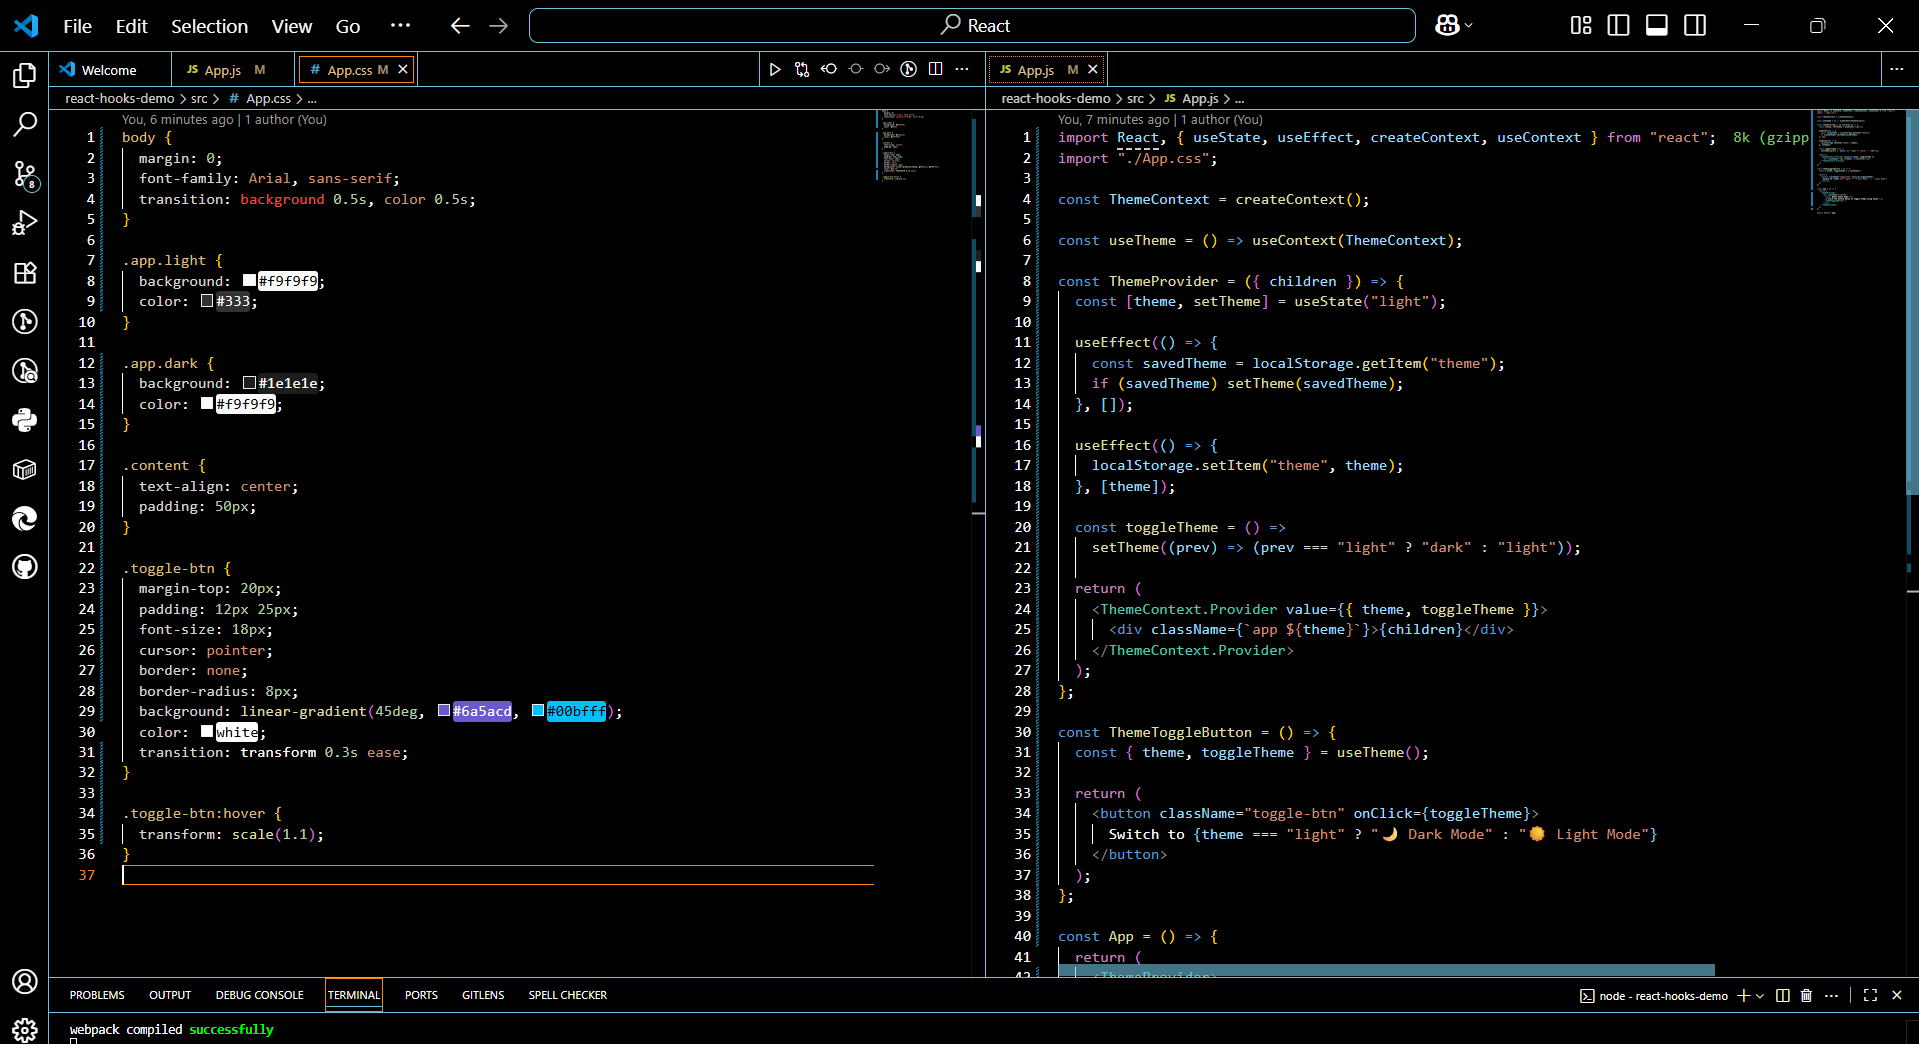 File Edit Selection View Go ··· React
Welcome
JS App.js M
# App.css M
JS App.js M
react-hooks-demo > src > # App.css > ...
You, 6 minutes ago | 1 author (You)
1 body {
2 margin: 0;
3 font-family: Arial, sans-serif;
4 transition: background 0.5s, color 0.5s;
5 }
6
7 .app.light {
8 background: #f9f9f9;
9 color: #333;
10 }
11
12 .app.dark {
13 background: #1e1e1e;
14 color: #f9f9f9;
15 }
16
17 .content {
18 text-align: center;
19 padding: 50px;
20 }
21
22 .toggle-btn {
23 margin-top: 20px;
24 padding: 12px 25px;
25 font-size: 18px;
26 cursor: pointer;
27 border: none;
28 border-radius: 8px;
29 background: linear-gradient(45deg, #6a5acd, #00bfff);
30 color: white;
31 transition: transform 0.3s ease;
32 }
33
34 .toggle-btn:hover {
35 transform: scale(1.1);
36 }
37
react-hooks-demo > src > JS App.js > ...
You, 7 minutes ago | 1 author (You)
1 import React, { useState, useEffect, createContext, useContext } from "react"; 8k (gzipp
2 import "./App.css";
3
4 const ThemeContext = createContext();
5
6 const useTheme = () => useContext(ThemeContext);
7
8 const ThemeProvider = ({ children }) => {
9 const [theme, setTheme] = useState("light");
10
11 useEffect(() => {
12 const savedTheme = localStorage.getItem("theme");
13 if (savedTheme) setTheme(savedTheme);
14 }, []);
15
16 useEffect(() => {
17 localStorage.setItem("theme", theme);
18 }, [theme]);
19
20 const toggleTheme = () =>
21 setTheme((prev) => (prev === "light" ? "dark" : "light"));
22
23 return (
24 <ThemeContext.Provider value={{ theme, toggleTheme }}>
25 <div className={`app ${theme}`}>{children}</div>
26 </ThemeContext.Provider>
27 );
28 };
29
30 const ThemeToggleButton = () => {
31 const { theme, toggleTheme } = useTheme();
32
33 return (
34 <button className="toggle-btn" onClick={toggleTheme}>
35 Switch to {theme === "light" ? "🌙 Dark Mode" : "☀️ Light Mode"}
36 </button>
37 );
38 };
39
40 const App = () => {
41 return (
42 <ThemeProvider>
8
PROBLEMS OUTPUT DEBUG CONSOLE TERMINAL PORTS GITLENS SPELL CHECKER
node - react-hooks-demo
webpack compiled successfully